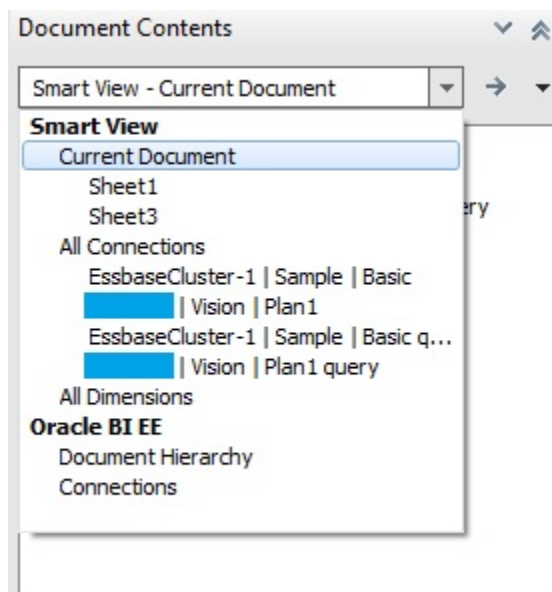 Document Contents
Smart View - Current Document
Smart View
Current Document
Sheet1
Sheet3
ery
All Connections
EssbaseCluster-1 | Sample | Basic
| Vision | Plan1
EssbaseCluster-1 | Sample | Basic q...
| Vision | Plan1 query
All Dimensions
Oracle BI EE
Document Hierarchy
Connections